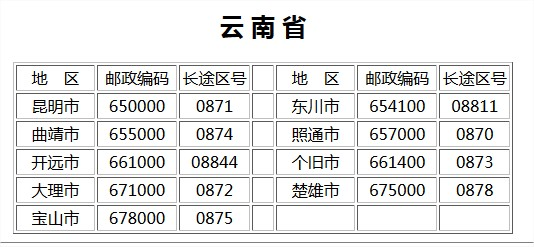 云南省
地 区 邮政编码 长途区号 地 区 邮政编码 长途区号
昆明市 650000 0871 东川市 654100 08811
曲靖市 655000 0874 照通市 657000 0870
开远市 661000 08844 个旧市 661400 0873
大理市 671000 0872 楚雄市 675000 0878
宝山市 678000 0875